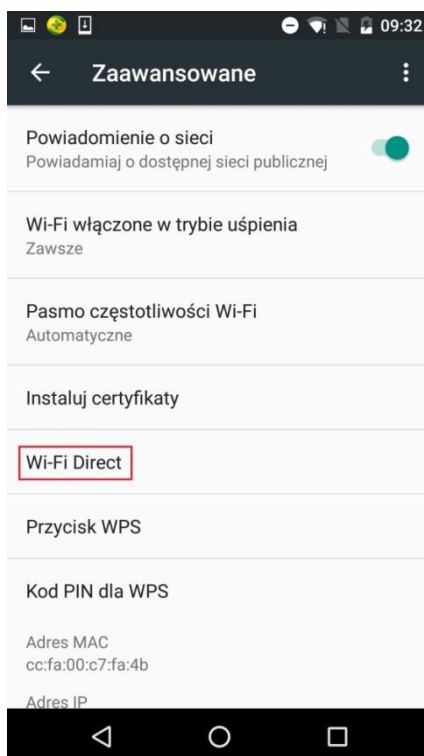 09:32
Zaawansowane
Powiadomienie o sieci
Powiadamiaj o dostępnej sieci publicznej
Wi-Fi włączone w trybie uśpienia
Zawsze
Pasmo częstotliwości Wi-Fi
Automatyczne
Instaluj certyfikaty
Wi-Fi Direct
Przycisk WPS
Kod PIN dla WPS
Adres MAC
cc:fa:00:c7:fa:4b
Adres IP